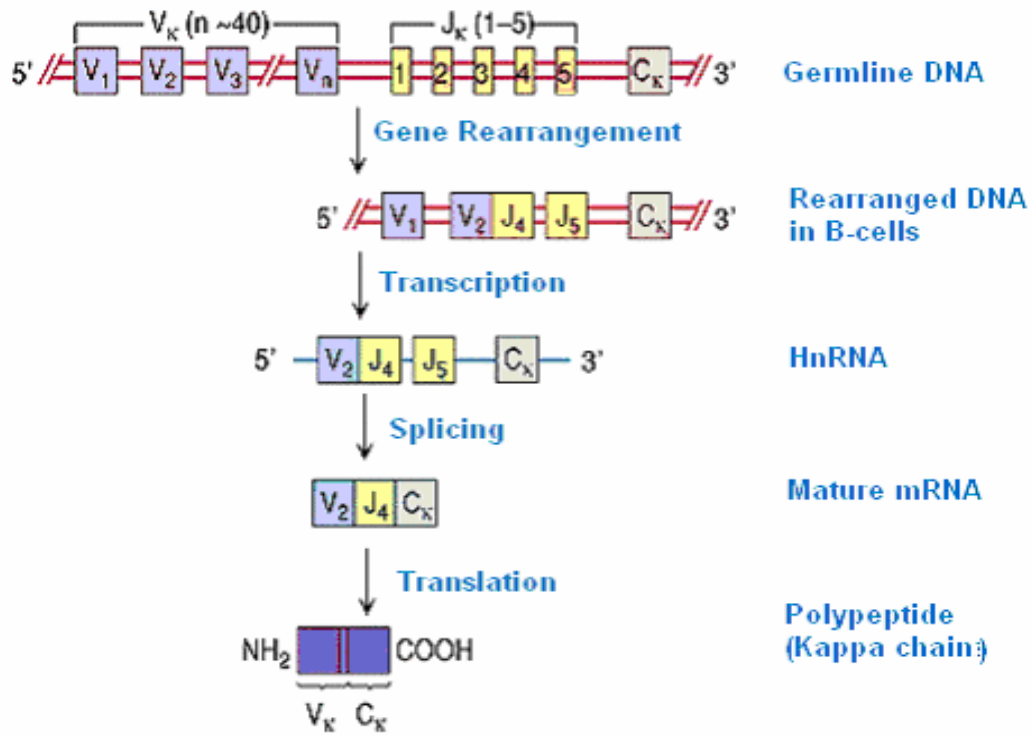 Vκ (n ~40) Jκ (1–5)
5' V1 V2 V3 Vn 1 2 3 4 5 Cκ 3' Germline DNA
Gene Rearrangement
5' V1 V2 J4 J5 Cκ 3' Rearranged DNA
in B-cells
Transcription
5' V2 J4 J5 Cκ 3' HnRNA
Splicing
V2 J4 Cκ Mature mRNA
Translation
NH2 COOH Polypeptide
(Kappa chain)
Vκ Cκ